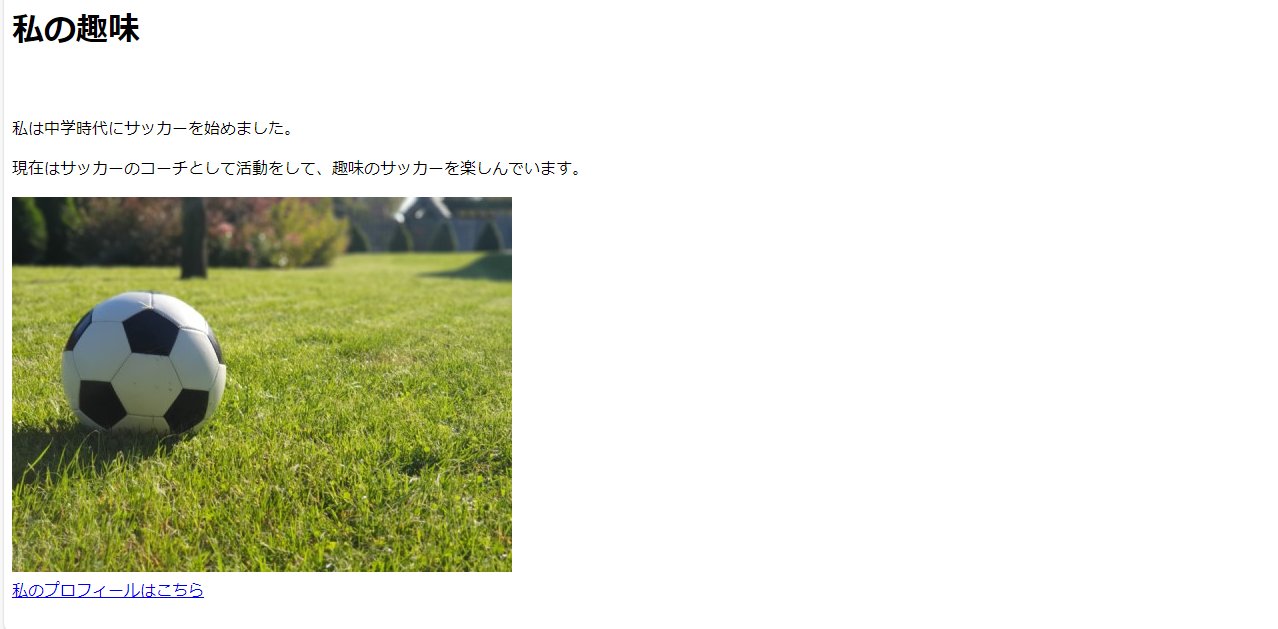 私の趣味
私は中学時代にサッカーを始めました。
現在はサッカーのコーチとして活動をして、趣味のサッカーを楽しんでいます。
私のプロフィールはこちら